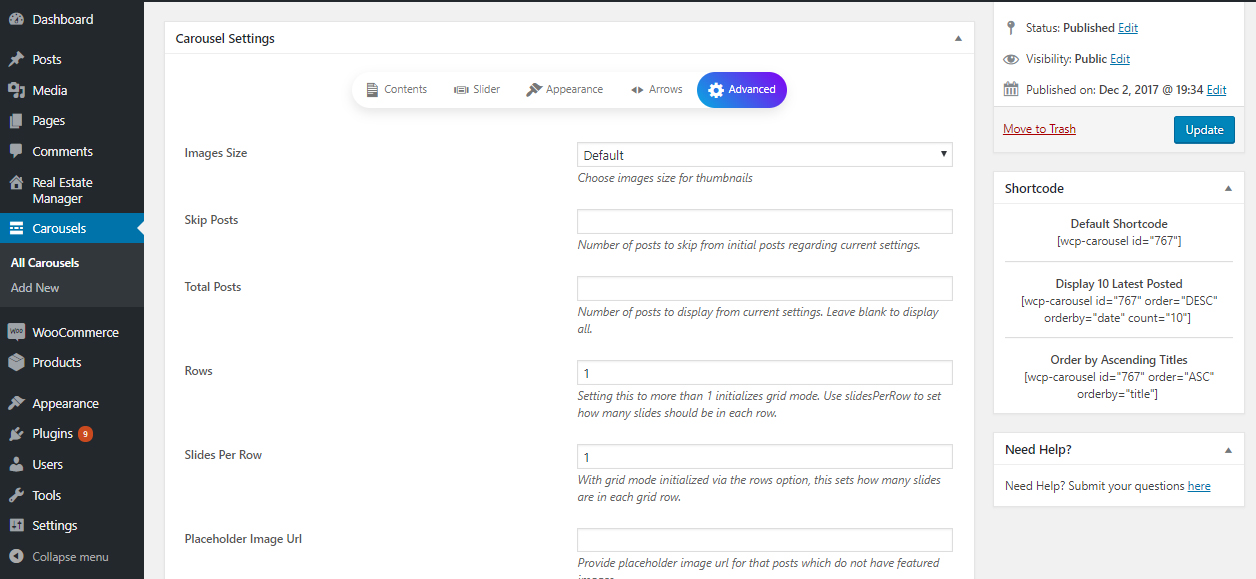 Dashboard
Posts
Media
Pages
Comments
Real Estate
Manager
Carousels
All Carousels
Add New
WooCommerce
Products
Appearance
Plugins 9
Users
Tools
Settings
Collapse menu
Carousel Settings
Contents Slider Appearance Arrows Advanced
Images Size
Default
Choose images size for thumbnails
Skip Posts
Number of posts to skip from initial posts regarding current settings.
Total Posts
Number of posts to display from current settings. Leave blank to display
all.
Rows
1
Setting this to more than 1 initializes grid mode. Use slidesPerRow to set
how many slides should be in each row.
Slides Per Row
1
With grid mode initialized via the rows option, this sets how many slides
are in each grid row.
Placeholder Image Url
Provide placeholder image url for that posts which do not have featured
Status: Published Edit
Visibility: Public Edit
Published on: Dec 2, 2017 @ 19:34 Edit
Move to Trash
Update
Shortcode
Default Shortcode
[wcp-carousel id="767"]
Display 10 Latest Posted
[wcp-carousel id="767" order="DESC"
orderby="date" count="10"]
Order by Ascending Titles
[wcp-carousel id="767" order="ASC"
orderby="title"]
Need Help?
Need Help? Submit your questions here